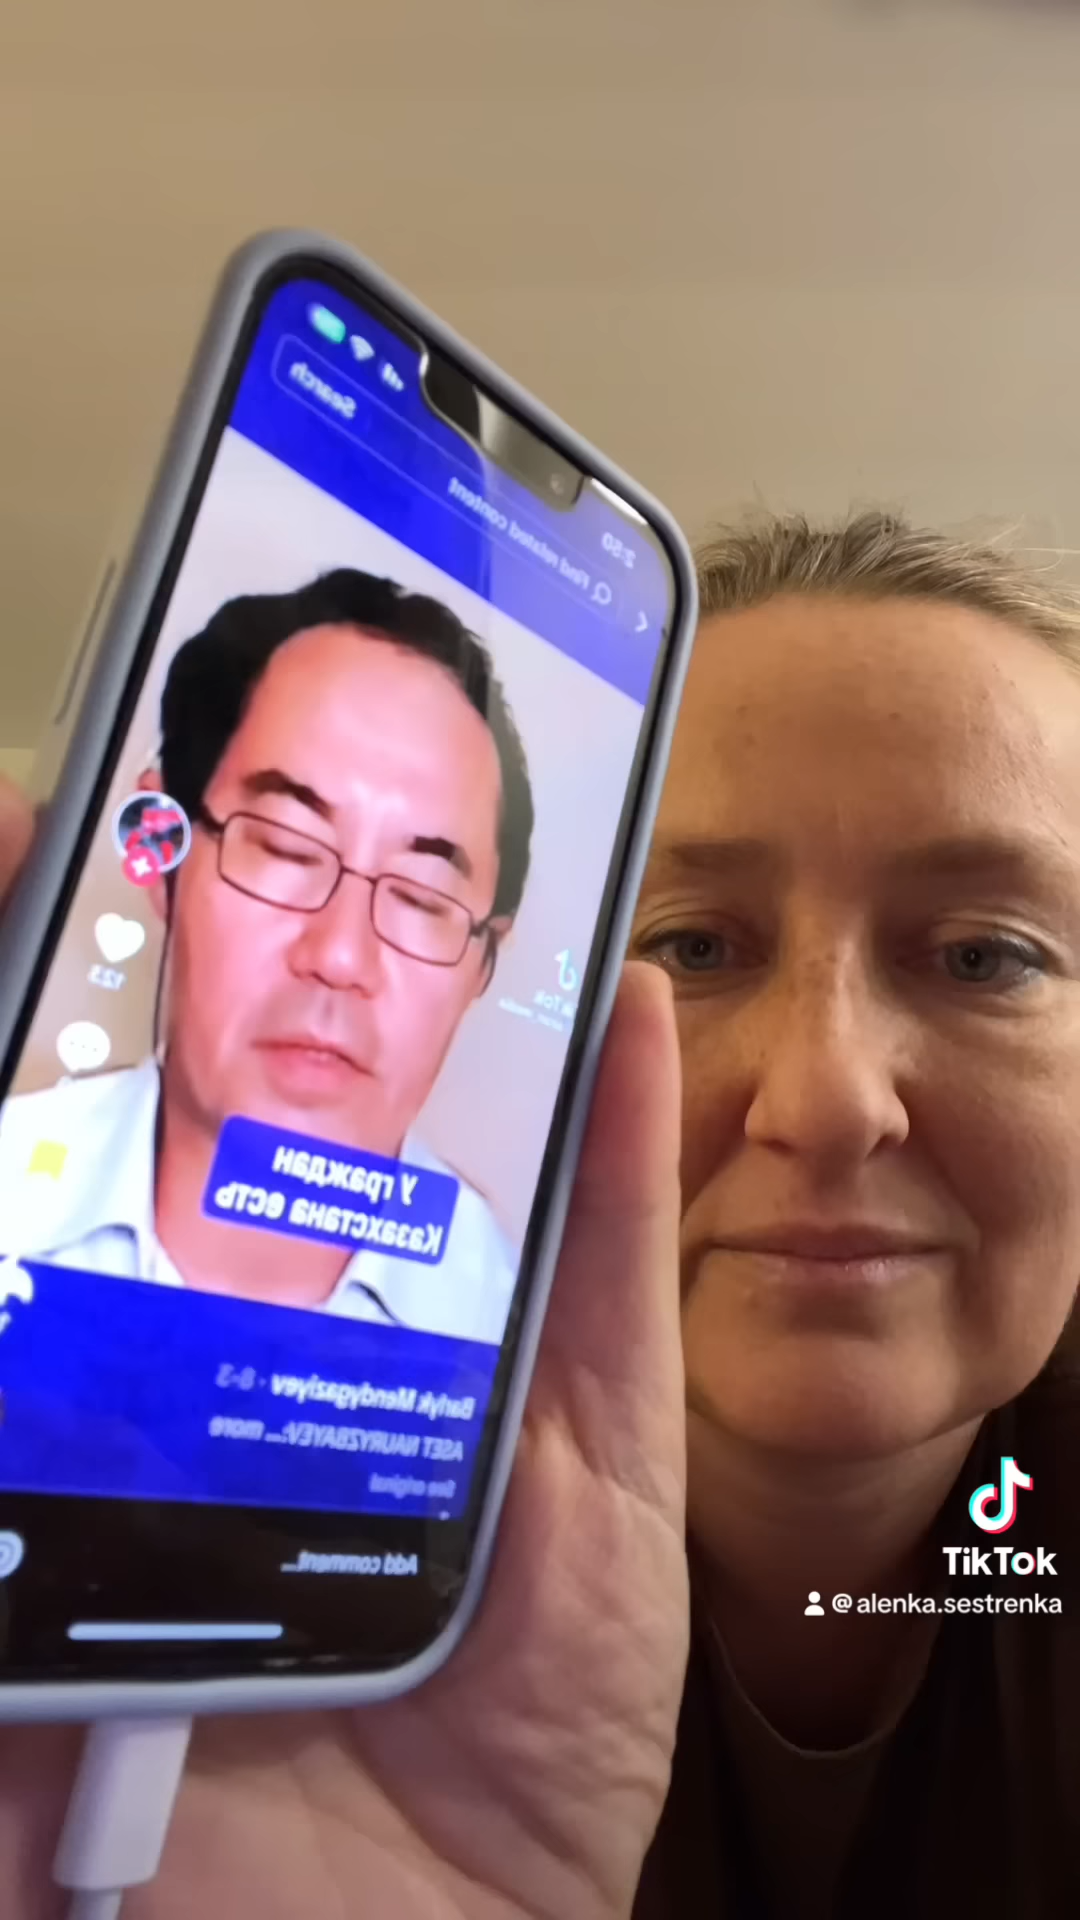 2:50
Find related content
Search
TikTok
123
У граждан
Казахстана есть
Barlyk Mendygaziyev · 8-3
ASET NAURYZBAYEV:... more
See original
Add comment...
TikTok
@alenka.sestrenka